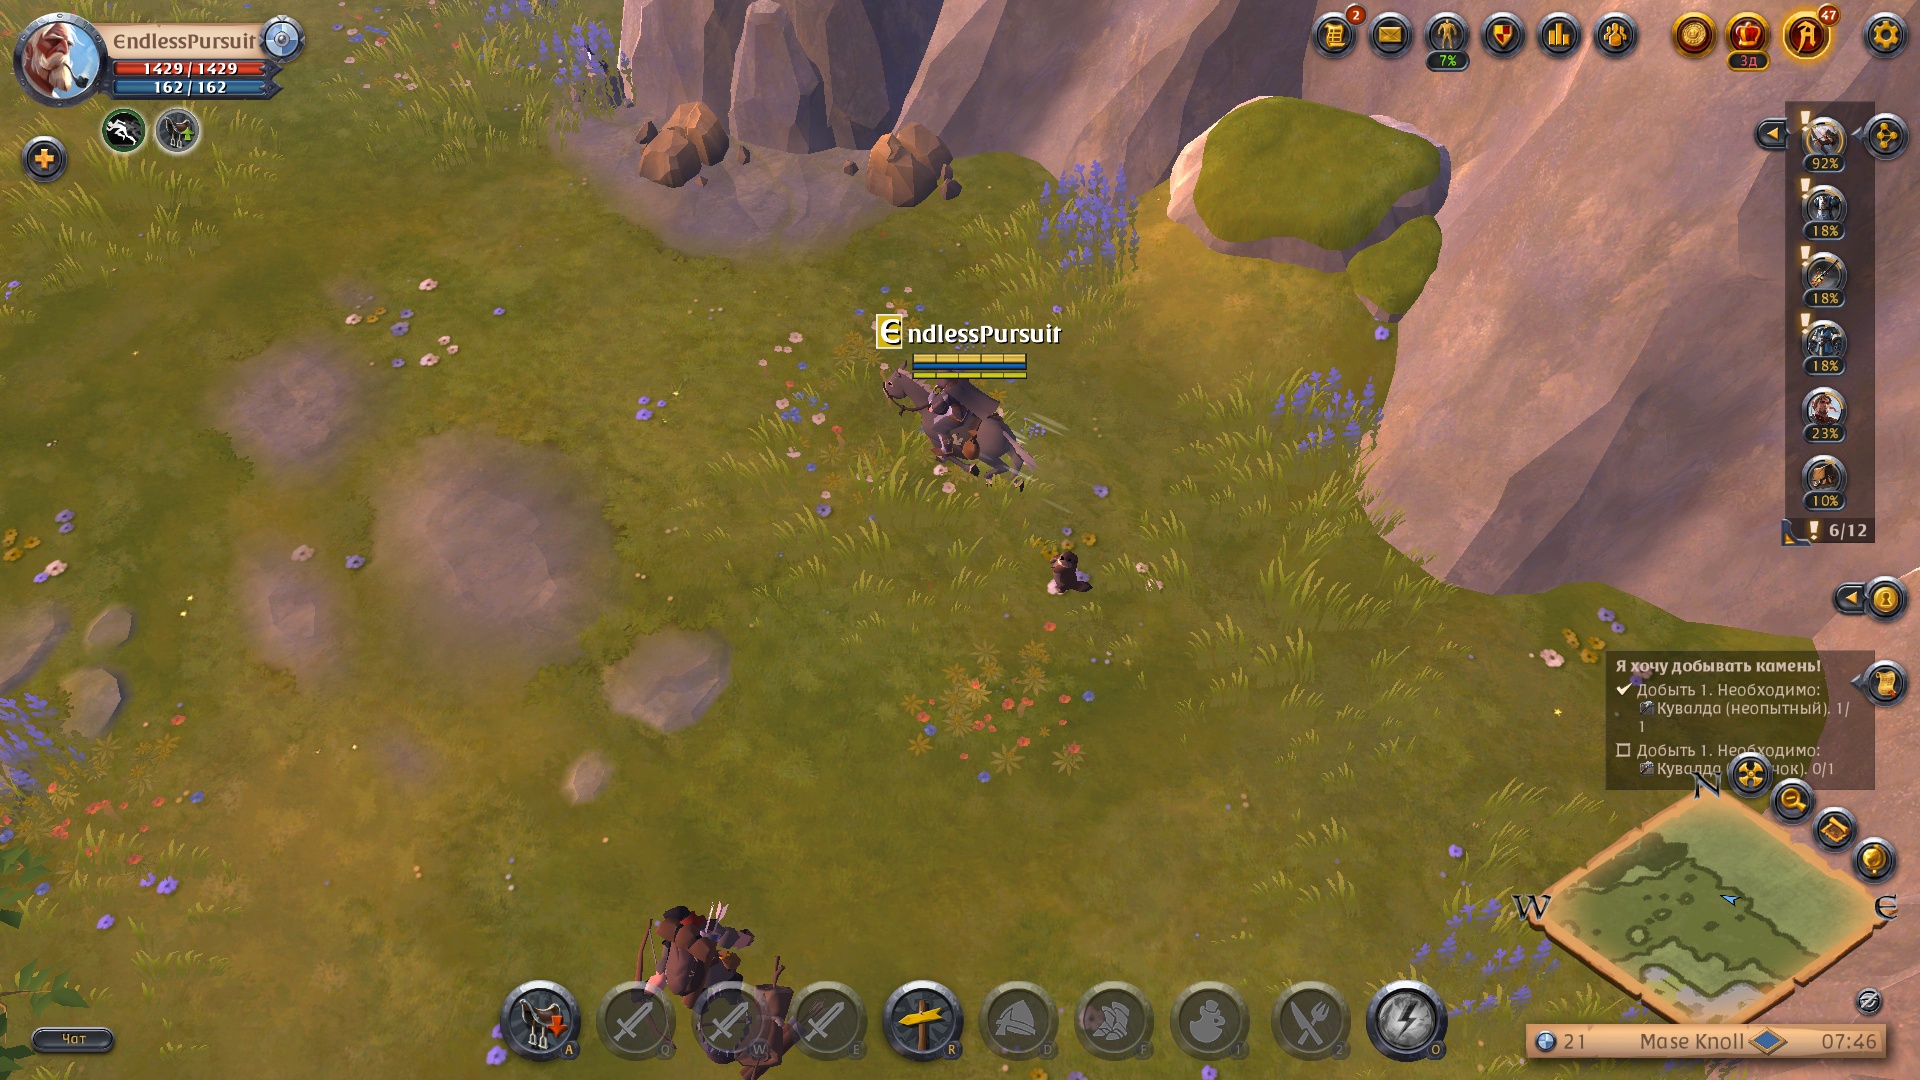 EndlessPursuit
1429 / 1429
162 / 162
2
7%
3д
47
92%
18%
18%
18%
23%
10%
6/12
EndlessPursuit
Я хочу добывать камень!
Добыть 1. Необходимо:
Кувалда (неопытный). 1/
1
Добыть 1. Необходимо:
Кувалда
чок). 0/1
N
W
E
Чат
A
Q
W
E
R
D
F
1
2
O
21
Mase Knoll
07:46